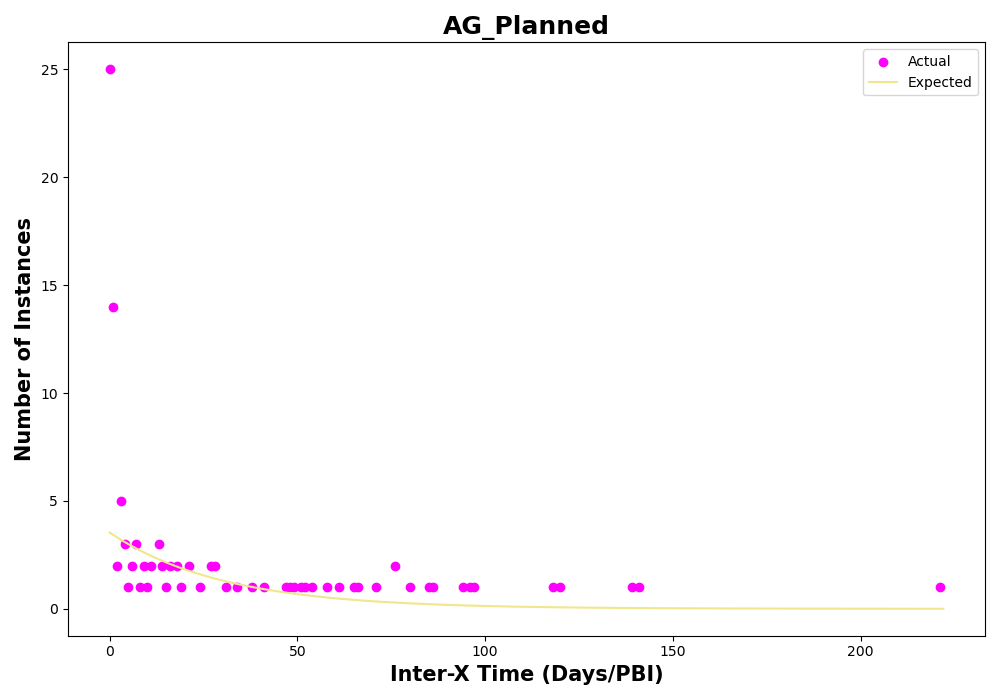 AG_Planned
Actual
Expected
Number of Instances
25
20
15
10
5
0
0
50
100
150
200
Inter-X Time (Days/PBI)